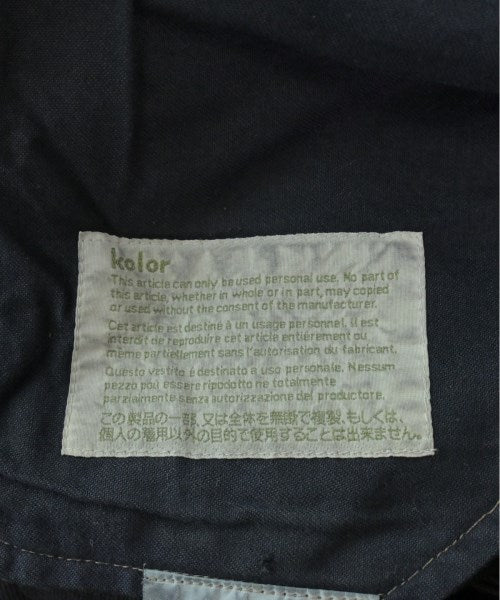 kolor
This article can only be used personal use. No part of
this article, whether in whole or in part, may copied
or used without the consent of the manufacturer.
Cet article est destiné à un usage personnel. Il est
interdit de reproduire cet article entièrement ou
même partiellement sans l'autorisation du fabricant.
Questo vestito é destinato a uso personale. Nessum
pezzo poil essere ripodotto ne totalmente
parzialmente senza autorizzazione del productore.
この製品の一部、又は全体を無断で複製、もしくは、
個人の着用以外の目的で使用することは出来ません。